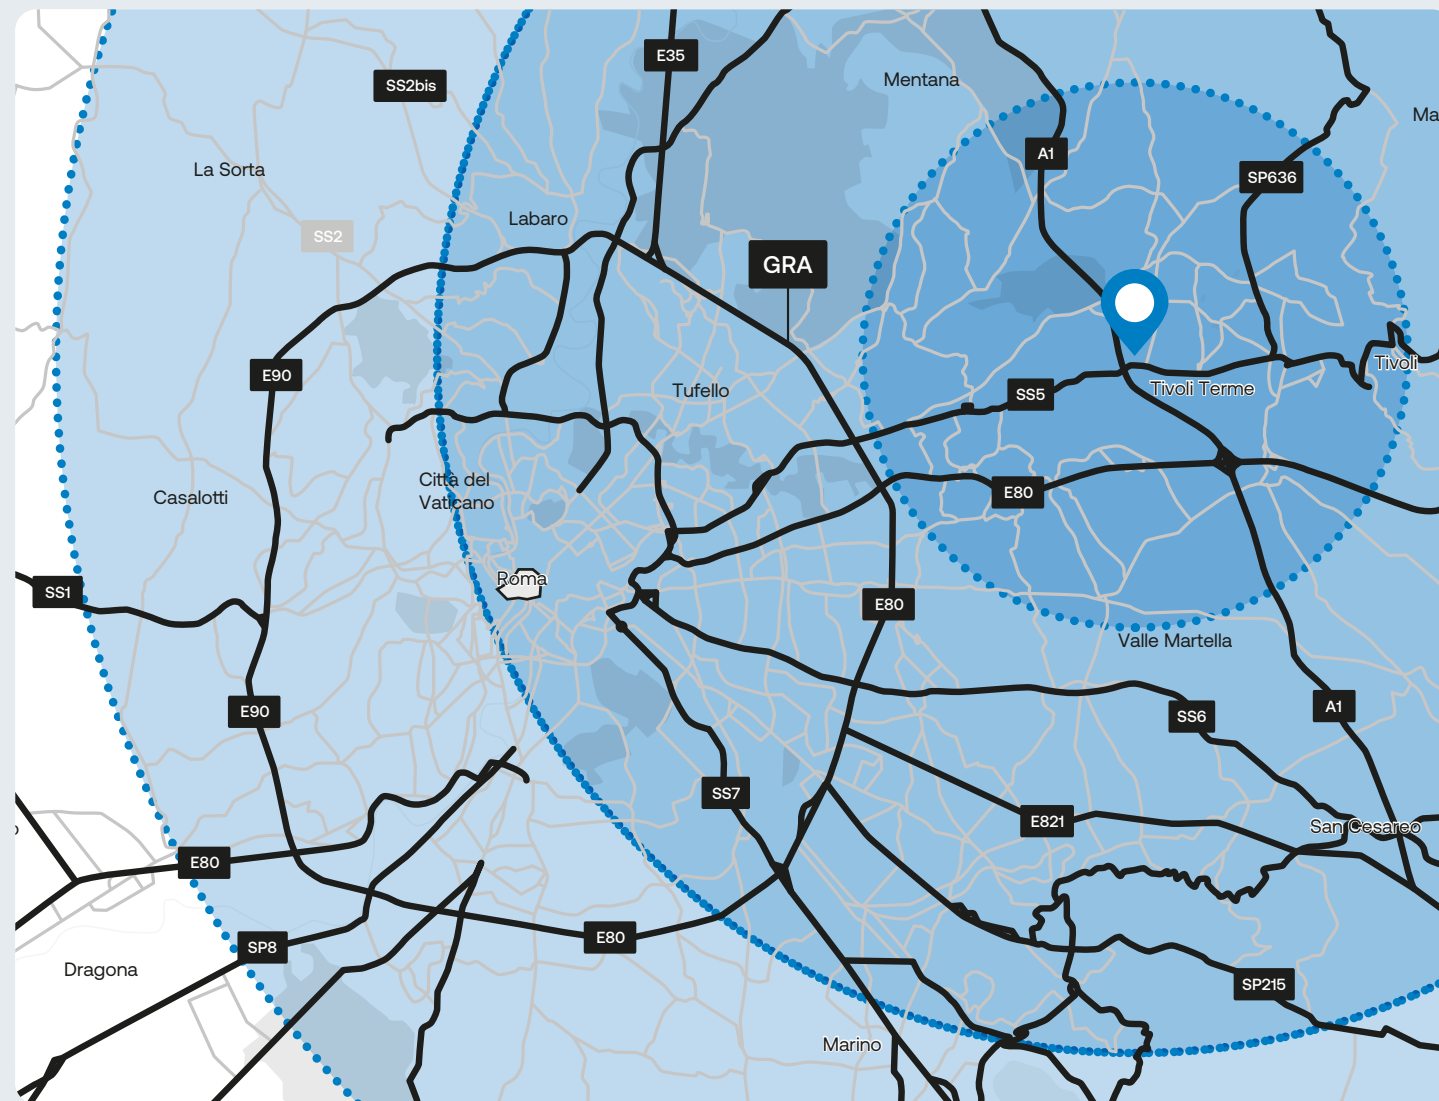 E35
Mentana
SS2bis
Ma
A1
La Sorta
SP636
Labaro
SS2
GRA
Tivoli
E90
Tivoli Terme
Tufello
SS5
Città del
Vaticano
E80
Casalotti
Roma
SS1
E80
Valle Martella
E90
A1
SS6
SS7
E821
San Cesareo
E80
E80
SP8
Dragona
SP215
Marino